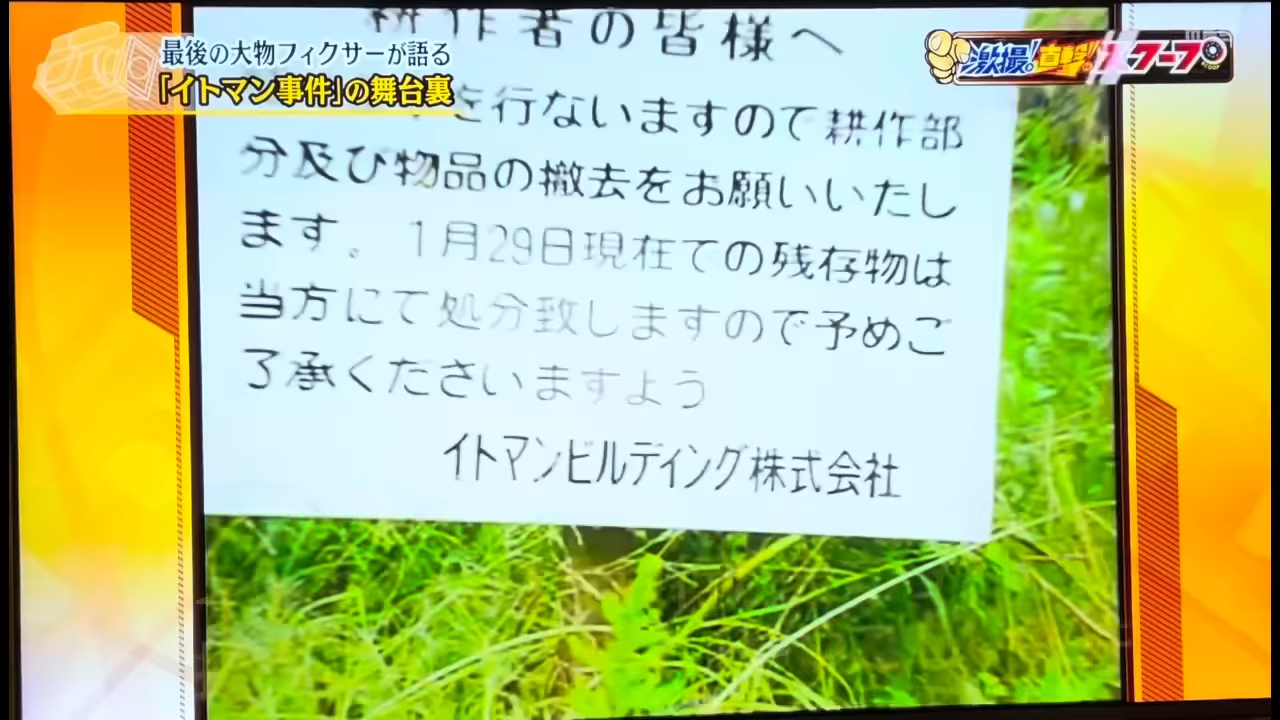 最後の大物フィクサーが語る
「イトマン事件」の舞台裏
激撮!直撃!!スクープ
耕作者の皆様へ
を行ないますので耕作部
分及び物品の撤去をお願いいたし
ます。1月29日現在での残存物は
当方にて処分致しますので予めご
了承くださいますよう
イトマンビルディング株式会社